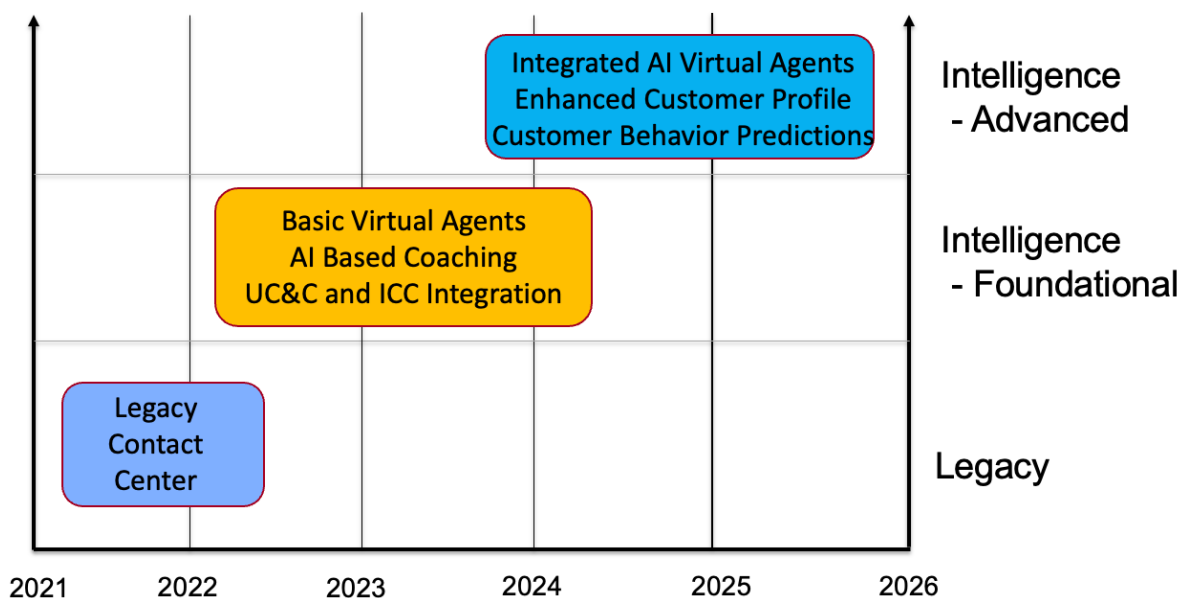 Integrated AI Virtual Agents
Enhanced Customer Profile
Customer Behavior Predictions
Intelligence
- Advanced
Basic Virtual Agents
AI Based Coaching
UC&C and ICC Integration
Intelligence
- Foundational
Legacy
Contact
Center
Legacy
2021 2022 2023 2024 2025 2026